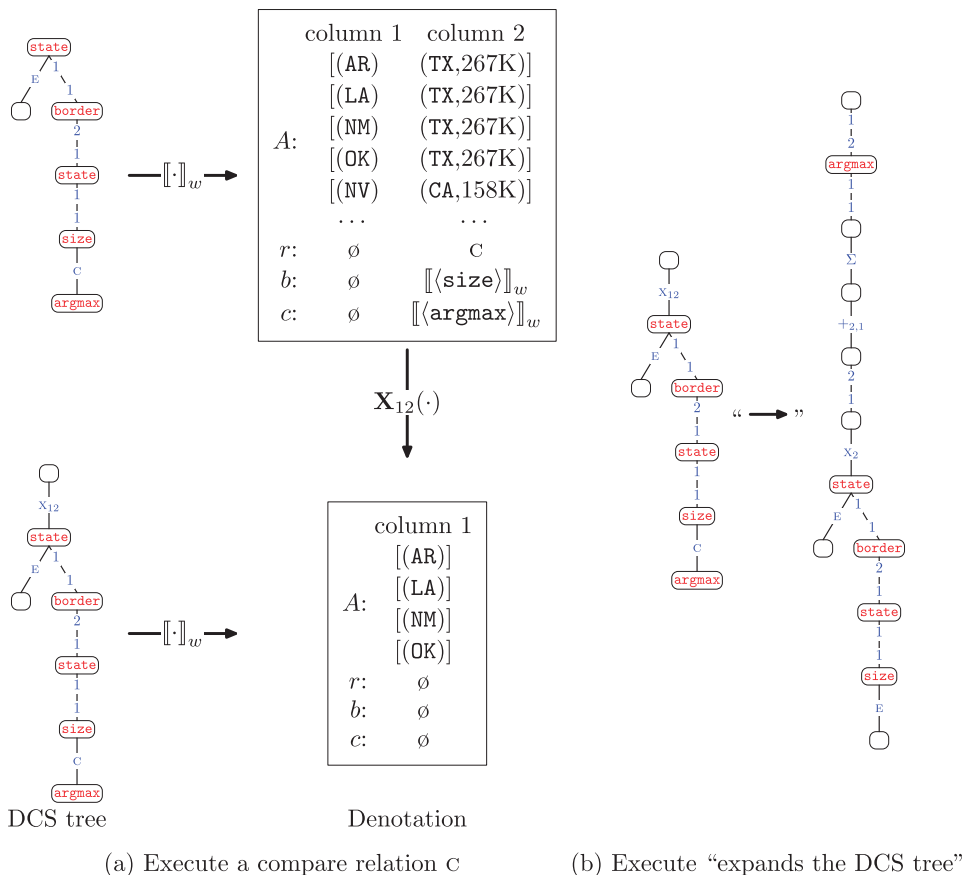 state
E 1
1
border
2
1
state
1
1
size
C
argmax
⟦·⟧w
column 1 column 2
A:
[(AR) (TX,267K)]
[(LA) (TX,267K)]
[(NM) (TX,267K)]
[(OK) (TX,267K)]
[(NV) (CA,158K)]
... ...
r: ∅ C
b: ∅ ⟦⟨size⟩⟧w
c: ∅ ⟦⟨argmax⟩⟧w
X12(·)
X12
state
E 1
1
border
2
1
state
1
1
size
C
argmax
DCS tree
⟦·⟧w
column 1
A:
[(AR)]
[(LA)]
[(NM)]
[(OK)]
r: ∅
b: ∅
c: ∅
Denotation
(a) Execute a compare relation C
X12
state
E 1
1
border
2
1
state
1
1
size
C
argmax
“ ”
1
2
argmax
1
1
Σ
+2,1
2
1
X2
state
E 1
1
border
2
1
state
1
1
size
E
(b) Execute “expands the DCS tree”